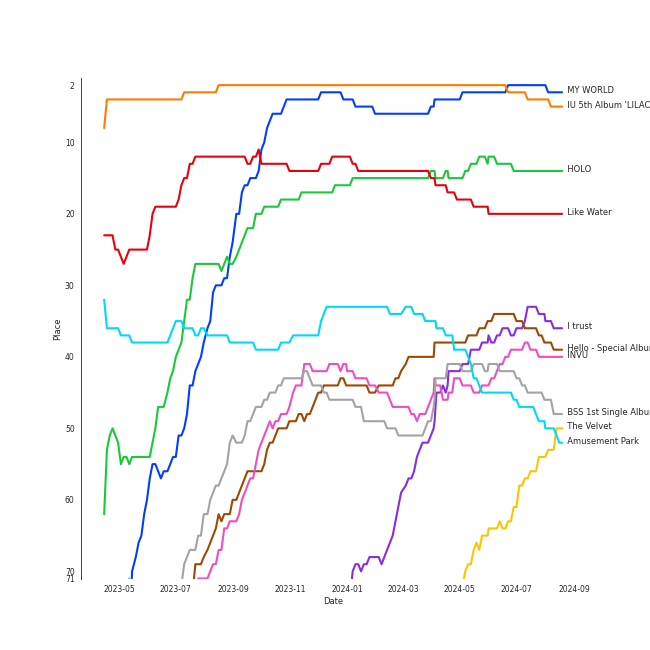 2
10
20
30
40
50
60
70
71
Place
2023-05
2023-07
2023-09
2023-11
2024-01
2024-03
2024-05
2024-07
2024-09
Date
MY WORLD
IU 5th Album 'LILAC
HOLO
Like Water
I trust
Hello - Special Albu
INVU
BSS 1st Single Albu
The Velvet
Amusement Park